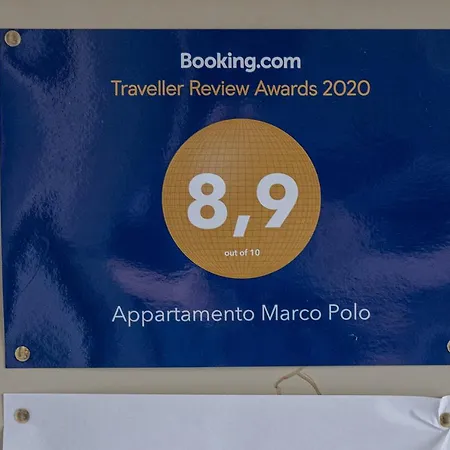 Booking.com
Traveller Review Awards 2020
8,9
out of 10
Appartamento Marco Polo